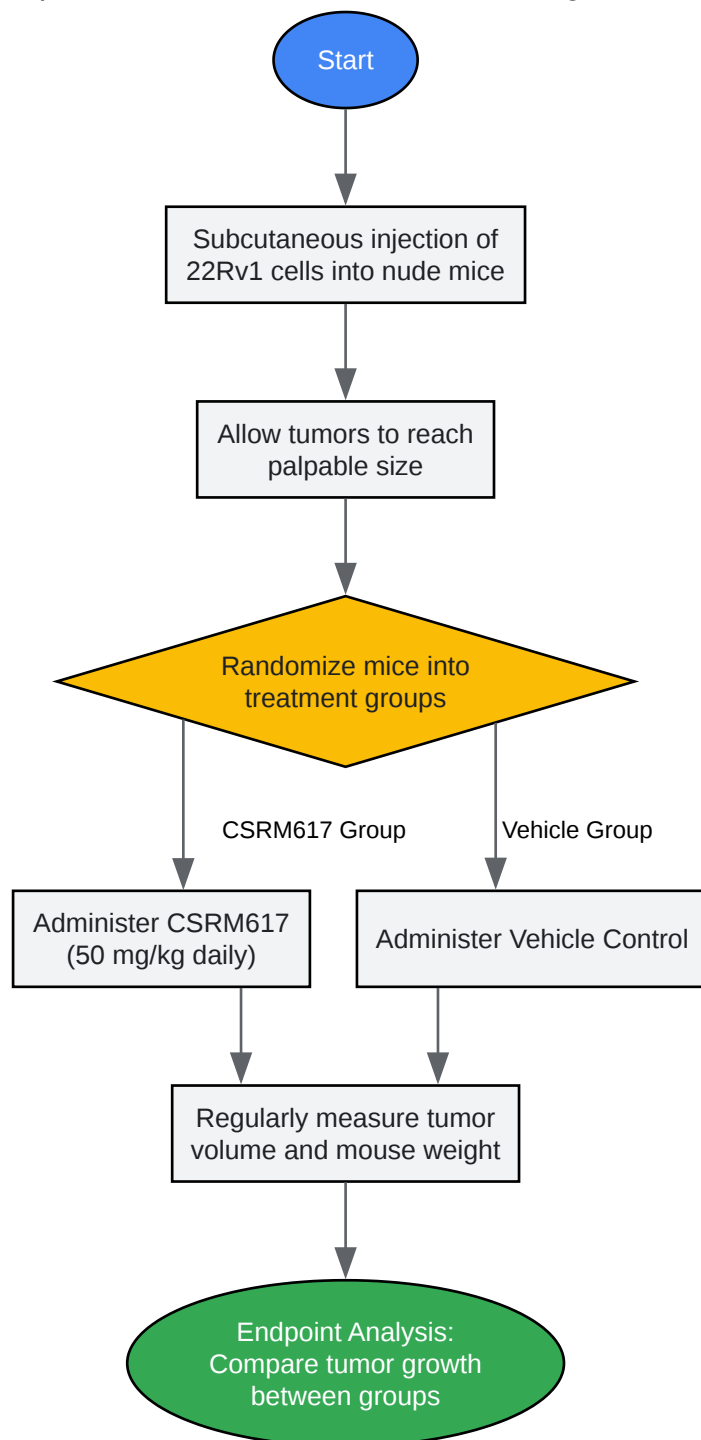 Start
Subcutaneous injection of
22Rv1 cells into nude mice
Allow tumors to reach
palpable size
Randomize mice into
treatment groups
CSRM617 Group
Vehicle Group
Administer CSRM617
(50 mg/kg daily)
Administer Vehicle Control
Regularly measure tumor
volume and mouse weight
Endpoint Analysis:
Compare tumor growth
between groups